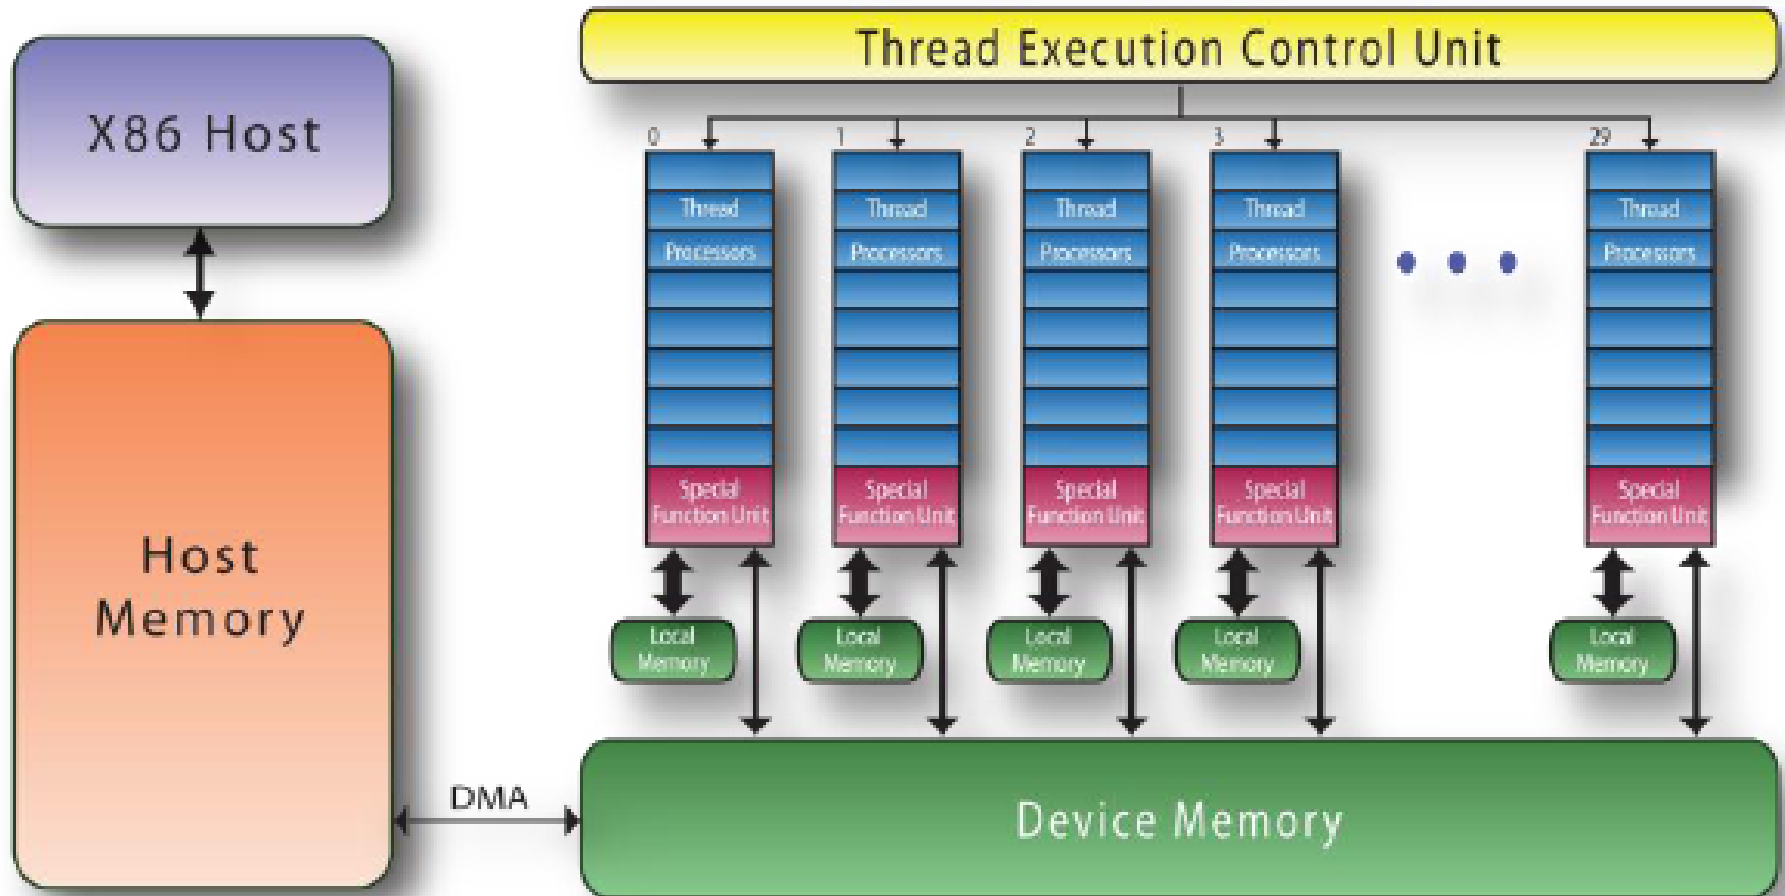 Thread Execution Control Unit
X86 Host
0
1
2
3
29
Thread
Processors
Thread
Processors
Thread
Processors
Thread
Processors
Thread
Processors
Special
Function Unit
Special
Function Unit
Special
Function Unit
Special
Function Unit
Special
Function Unit
Host
Memory
Local
Memory
Local
Memory
Local
Memory
Local
Memory
Local
Memory
DMA
Device Memory